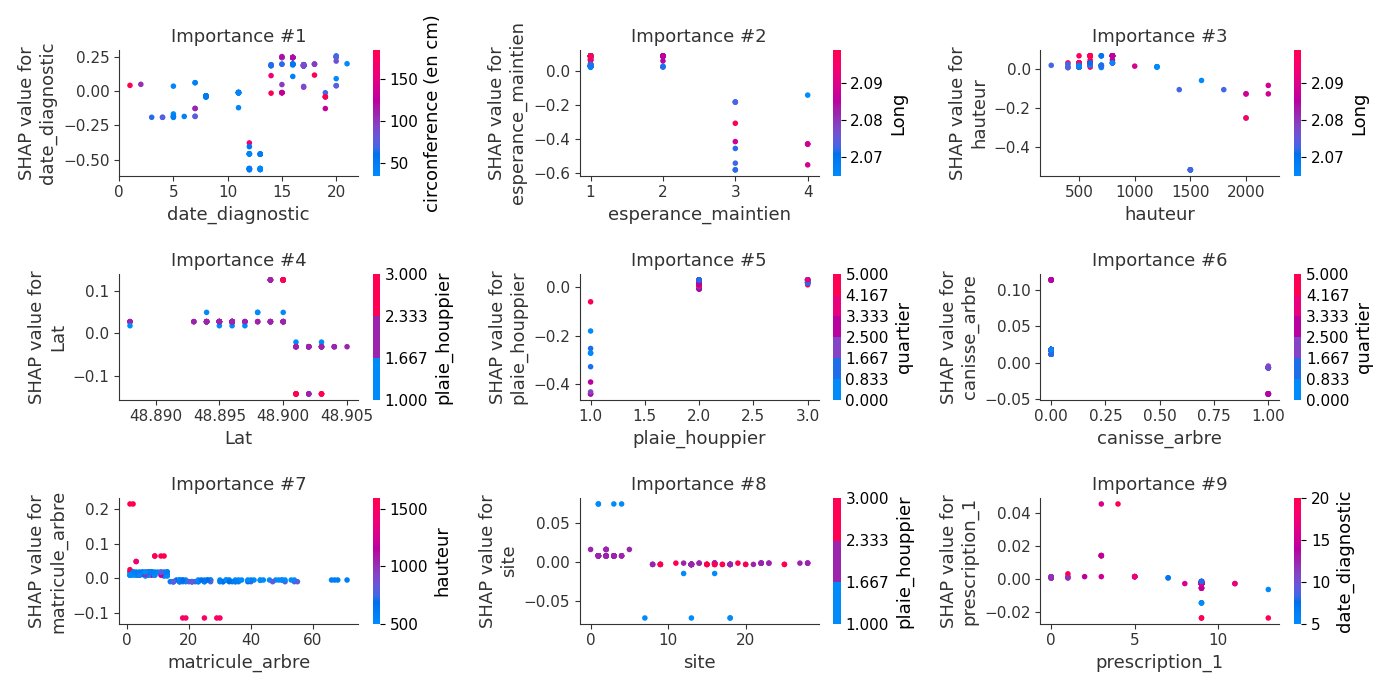 Importance #1
SHAP value for
date_diagnostic
0.25
0.00
−0.25
−0.50
0
5
10
15
20
date_diagnostic
150
100
50
circonference (en cm)
Importance #2
SHAP value for
esperance_maintien
0.0
−0.2
−0.4
−0.6
1
2
3
4
esperance_maintien
2.09
2.08
2.07
Long
Importance #3
SHAP value for
hauteur
0.0
−0.2
−0.4
500
1000
1500
2000
hauteur
2.09
2.08
2.07
Long
Importance #4
SHAP value for
Lat
0.1
0.0
−0.1
48.890
48.895
48.900
48.905
Lat
3.000
2.333
1.667
1.000
plaie_houppier
Importance #5
SHAP value for
plaie_houppier
0.0
−0.2
−0.4
1.0
1.5
2.0
2.5
3.0
plaie_houppier
5.000
4.167
3.333
2.500
1.667
0.833
0.000
quartier
Importance #6
SHAP value for
canisse_arbre
0.10
0.05
0.00
−0.05
0.00
0.25
0.50
0.75
1.00
canisse_arbre
5.000
4.167
3.333
2.500
1.667
0.833
0.000
quartier
Importance #7
SHAP value for
matricule_arbre
0.2
0.1
0.0
−0.1
0
20
40
60
matricule_arbre
1500
1000
500
hauteur
Importance #8
SHAP value for
site
0.05
0.00
−0.05
0
10
20
site
3.000
2.333
1.667
1.000
plaie_houppier
Importance #9
SHAP value for
prescription_1
0.04
0.02
0.00
−0.02
0
5
10
prescription_1
20
15
10
5
date_diagnostic